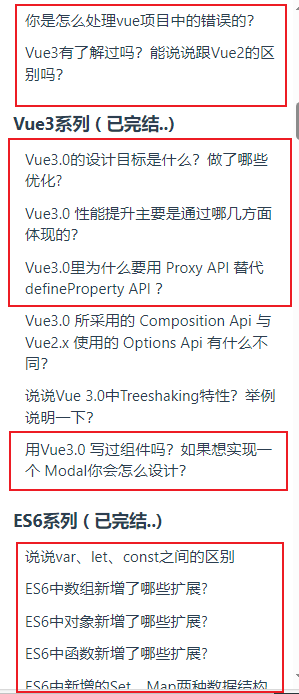 你是怎么处理vue项目中的错误的？
Vue3有了解过吗？能说说跟Vue2的区
别吗？
Vue3系列 ( 已完结..)
Vue3.0的设计目标是什么？做了哪些
优化？
Vue3.0 性能提升主要是通过哪几方面
体现的？
Vue3.0里为什么要用 Proxy API 替代
defineProperty API ？
Vue3.0 所采用的 Composition Api 与
Vue2.x 使用的 Options Api 有什么不
同？
说说Vue 3.0中Treeshaking特性？举例
说明一下？
用Vue3.0 写过组件吗？如果想实现一
个 Modal你会怎么设计？
ES6系列 ( 已完结..)
说说var、let、const之间的区别
ES6中数组新增了哪些扩展?
ES6中对象新增了哪些扩展?
ES6中函数新增了哪些扩展?
ES6中新增的Set、Map两种数据结构